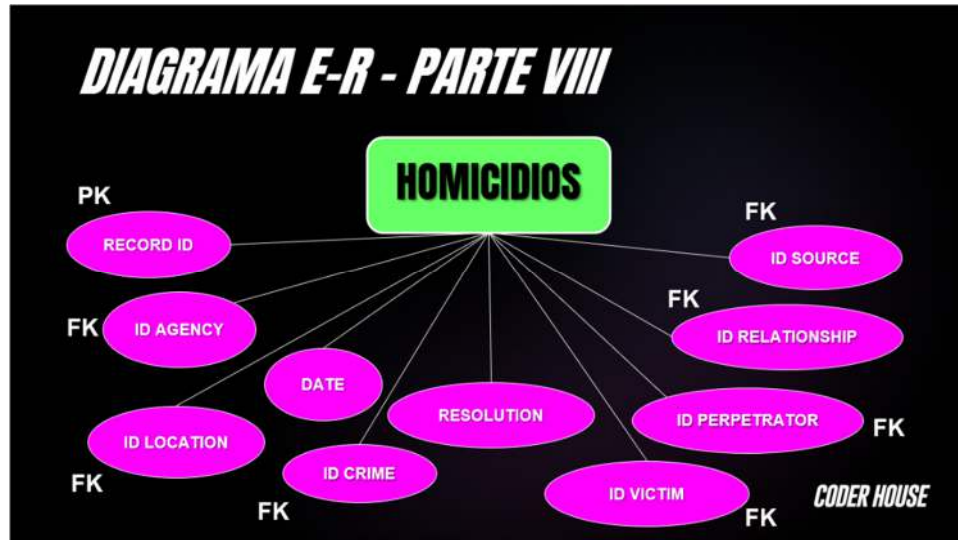 DIAGRAMA E-R - PARTE VIII
HOMICIDIOS
PK
RECORD ID
FK
ID SOURCE
FK
ID AGENCY
FK
ID RELATIONSHIP
DATE
RESOLUTION
ID PERPETRATOR
FK
ID LOCATION
FK
ID CRIME
FK
ID VICTIM
FK
CODER HOUSE